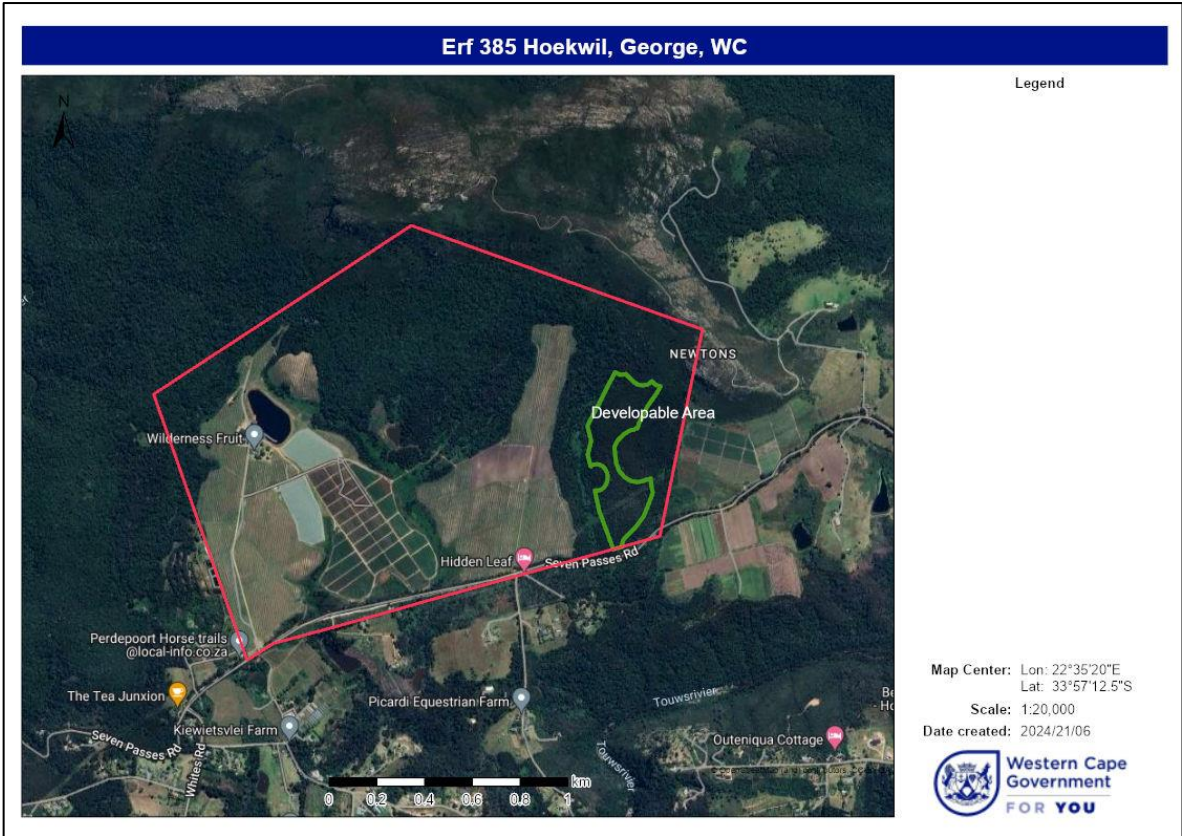 Erf 385 Hoekwil, George, WC
Legend
N
NEWTONS
Developable Area
Wilderness Fruit
Hidden Leaf
Seven Passes Rd
Perdepoort Horse trails
@local-info.co.za
The Tea Junxion
Picardi Equestrian Farm
Touwsrivier
Kiewietsvlei Farm
Seven Passes Rd
Whites Rd
Touwsrivier
Outeniqua Cottage
km
0 0,2 0,4 0,6 0,8 1
Map Center: Lon: 22°35'20"E
Lat: 33°57'12.5"S
Scale: 1:20,000
Date created: 2024/21/06
Western Cape
Government
FOR YOU